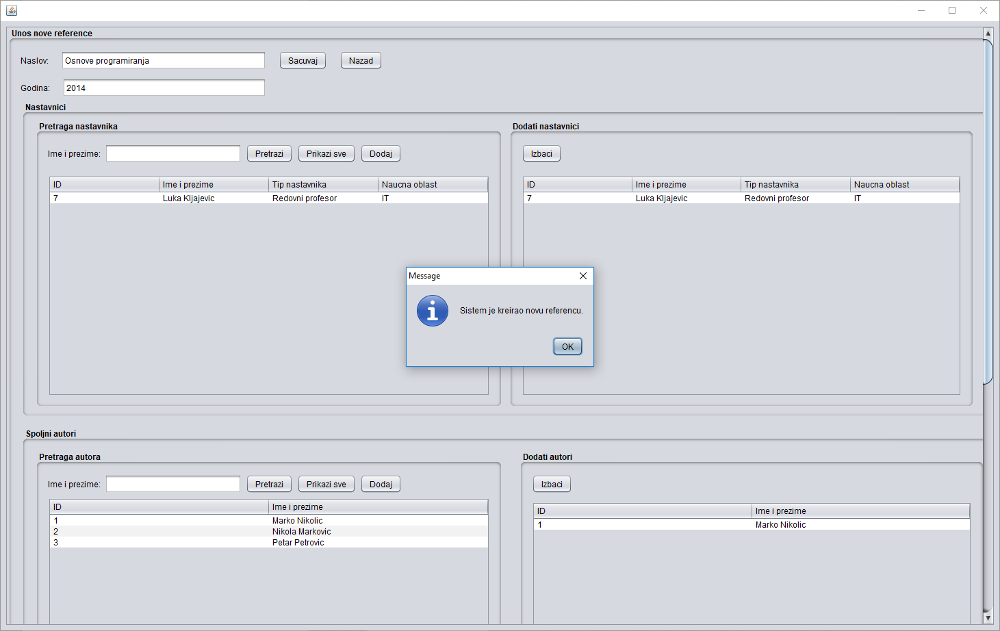 Unos nove reference
Naslov: Osnove programiranja Sacuvaj Nazad
Godina: 2014
Nastavnici
Pretraga nastavnika
Ime i prezime: Pretrazi Prikazi sve Dodaj
ID Ime i prezime Tip nastavnika Naucna oblast
7 Luka Kljajevic Redovni profesor IT
Dodati nastavnici
Izbaci
ID Ime i prezime Tip nastavnika Naucna oblast
7 Luka Kljajevic Redovni profesor IT
Message
Sistem je kreirao novu referencu.
OK
Spoljni autori
Pretraga autora
Ime i prezime: Pretrazi Prikazi sve Dodaj
ID Ime i prezime
1 Marko Nikolic
2 Nikola Markovic
3 Petar Petrovic
Dodati autori
Izbaci
ID Ime i prezime
1 Marko Nikolic